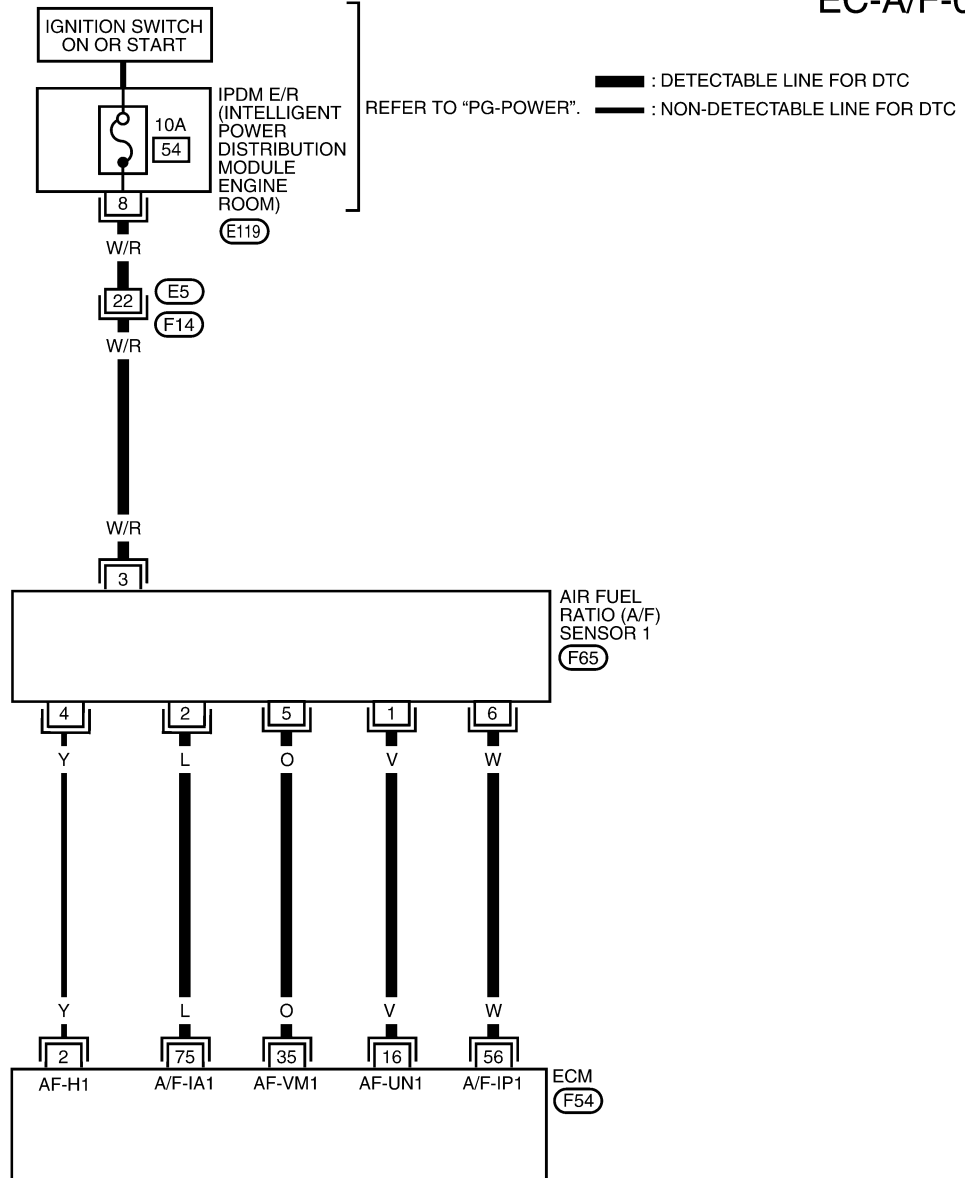 EC-A/F-0
IGNITION SWITCH
ON OR START
: DETECTABLE LINE FOR DTC
: NON-DETECTABLE LINE FOR DTC
REFER TO “PG-POWER”.
10A
54
IPDM E/R
(INTELLIGENT
POWER
DISTRIBUTION
MODULE
ENGINE
ROOM)
E119
8
W/R
22
E5
F14
W/R
W/R
3
AIR FUEL
RATIO (A/F)
SENSOR 1
F65
4 2 5 1 6
Y L O V W
Y L O V W
2 75 35 16 56
AF-H1 A/F-IA1 AF-VM1 AF-UN1 A/F-IP1
ECM
F54